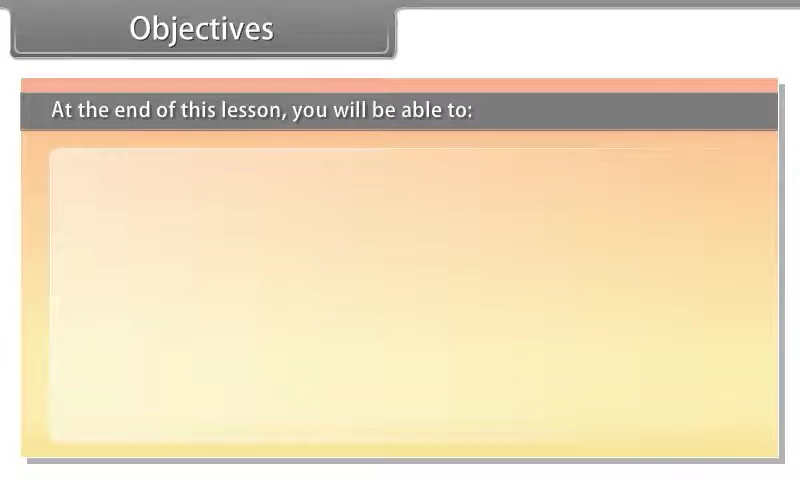 Objectives
At the end of this lesson, you will be able to: